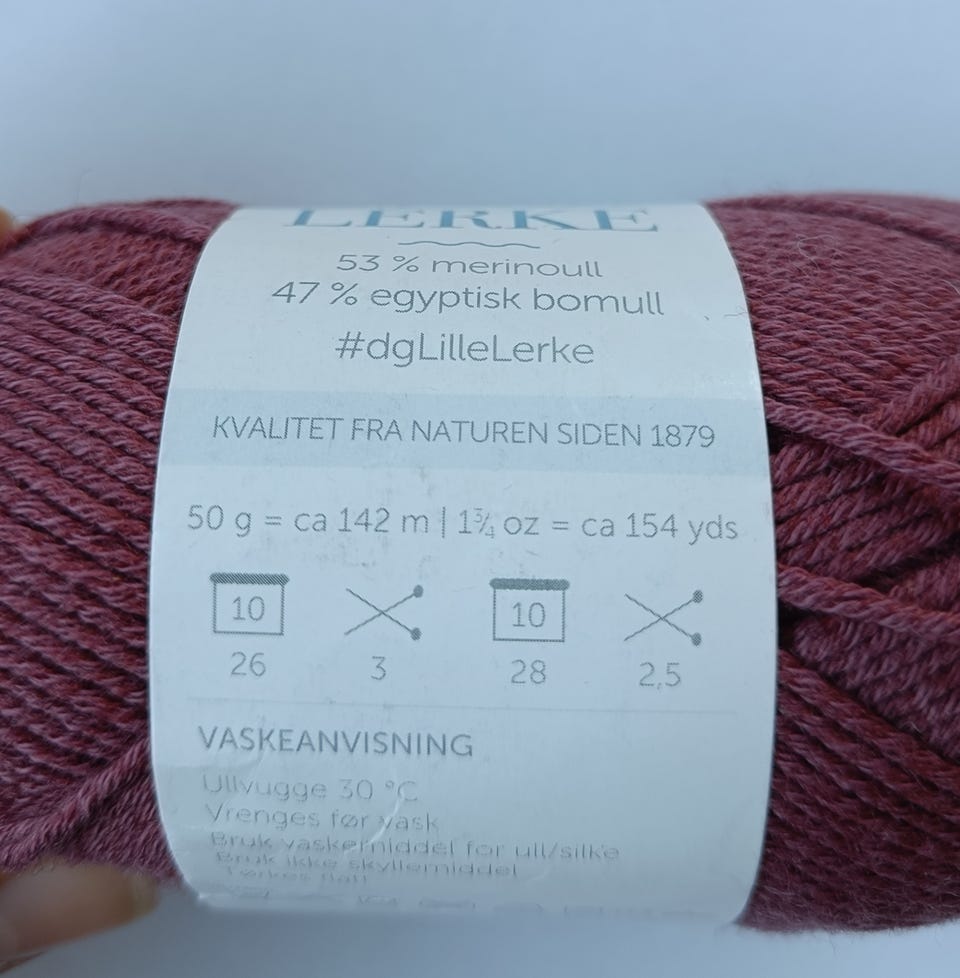 LERKE
53 % merinoull
47 % egyptisk bomull
#dgLilleLerke
KVALITET FRA NATUREN SIDEN 1879
50 g = ca 142 m | 1¾ oz = ca 154 yds
10 10
26 3 28 2,5
VASKEANVISNING
Ullvugge 30 °C
Vrenges før vask
Bruk vaskemiddel for ull/silke
Bruk ikke skyllemiddel
Tørkes flatt